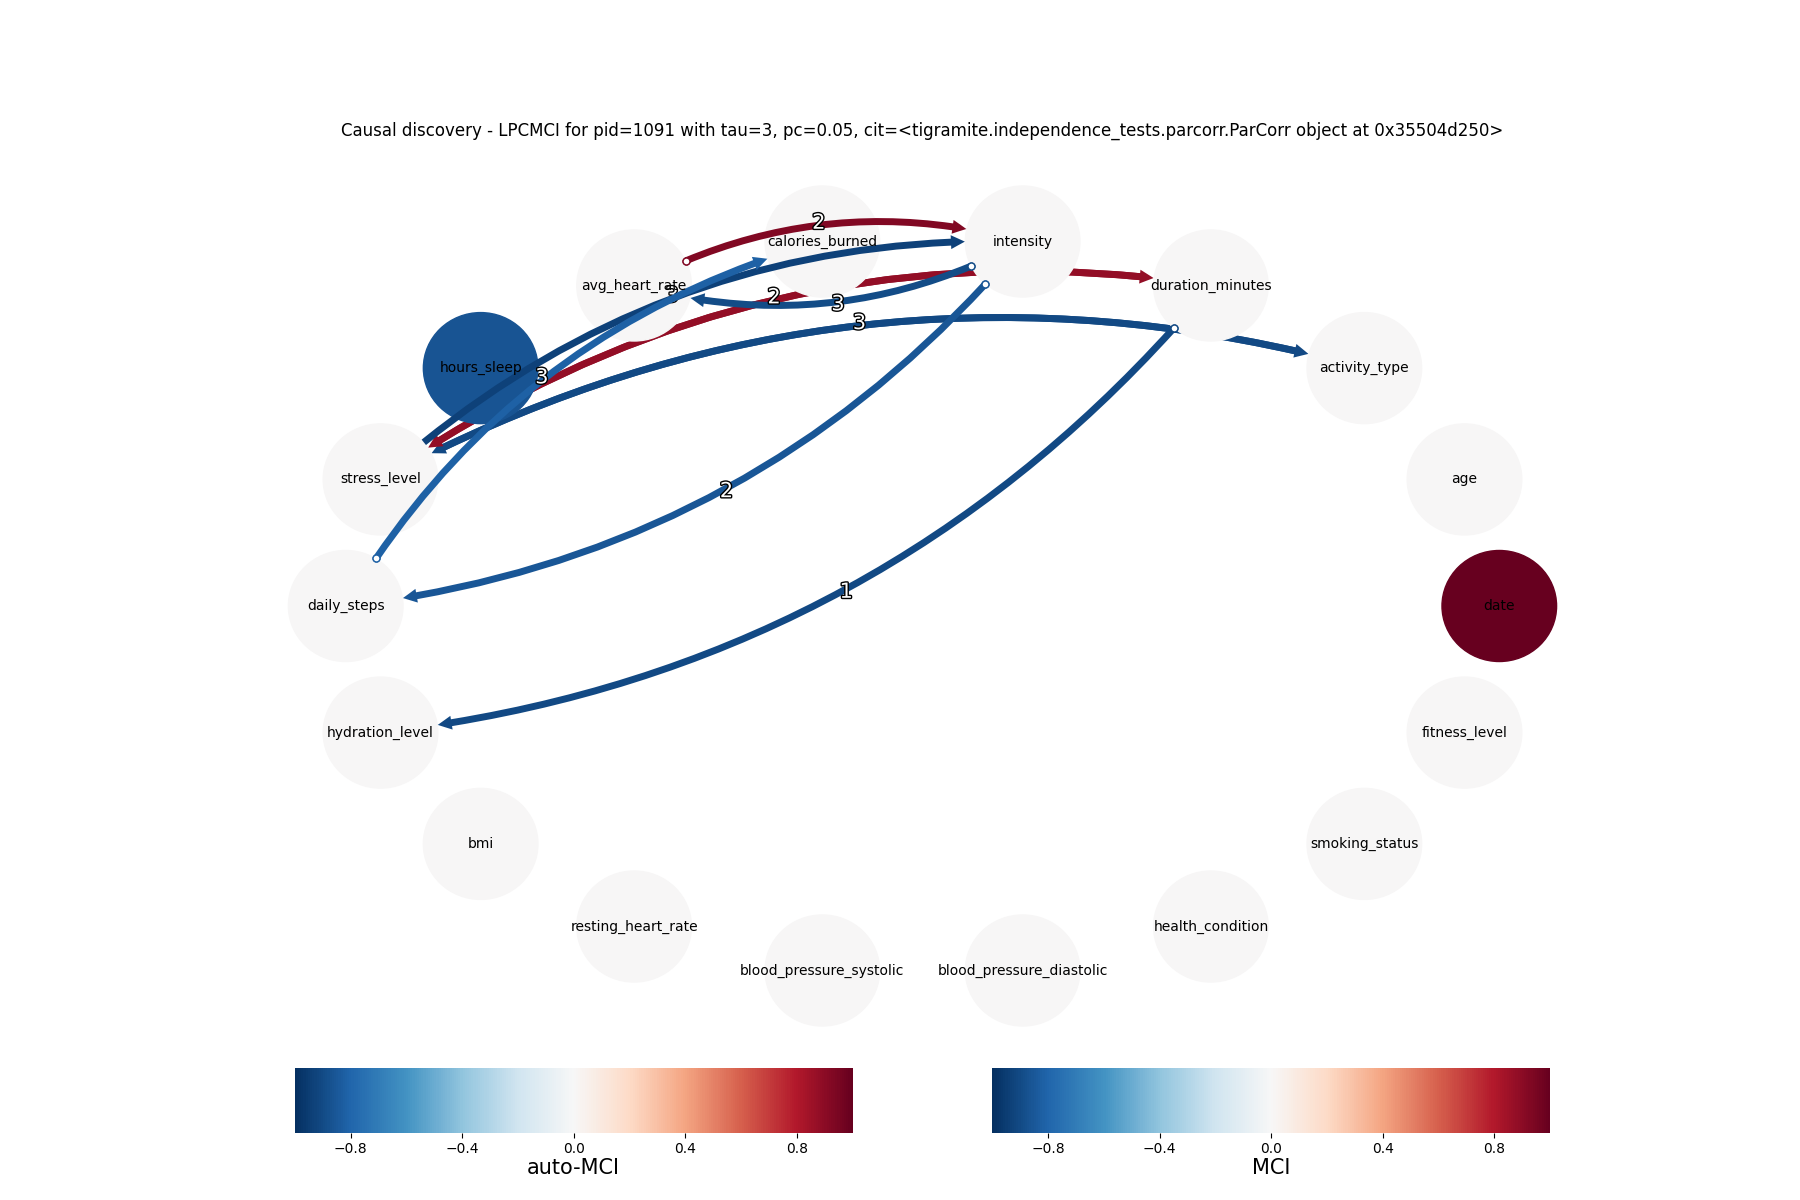 Causal discovery - LPCMCI for pid=1091 with tau=3, pc=0.05, cit=<tigramite.independence_tests.parcorr.ParCorr object at 0x35504d250>
2
calories_burned
intensity
avg_heart_rate
duration_minutes
2
3
3
hours_sleep
3
activity_type
stress_level
age
2
1
daily_steps
date
hydration_level
fitness_level
bmi
smoking_status
resting_heart_rate
health_condition
blood_pressure_systolic
blood_pressure_diastolic
−0.8 −0.4 0.0 0.4 0.8
auto-MCI
−0.8 −0.4 0.0 0.4 0.8
MCI